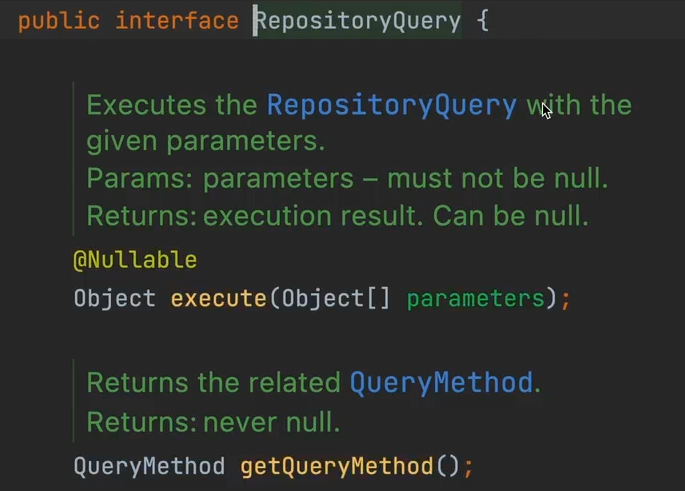 public interface RepositoryQuery {
Executes the RepositoryQuery with the
given parameters.
Params: parameters – must not be null.
Returns: execution result. Can be null.
@Nullable
Object execute(Object[] parameters);
Returns the related QueryMethod.
Returns: never null.
QueryMethod getQueryMethod();